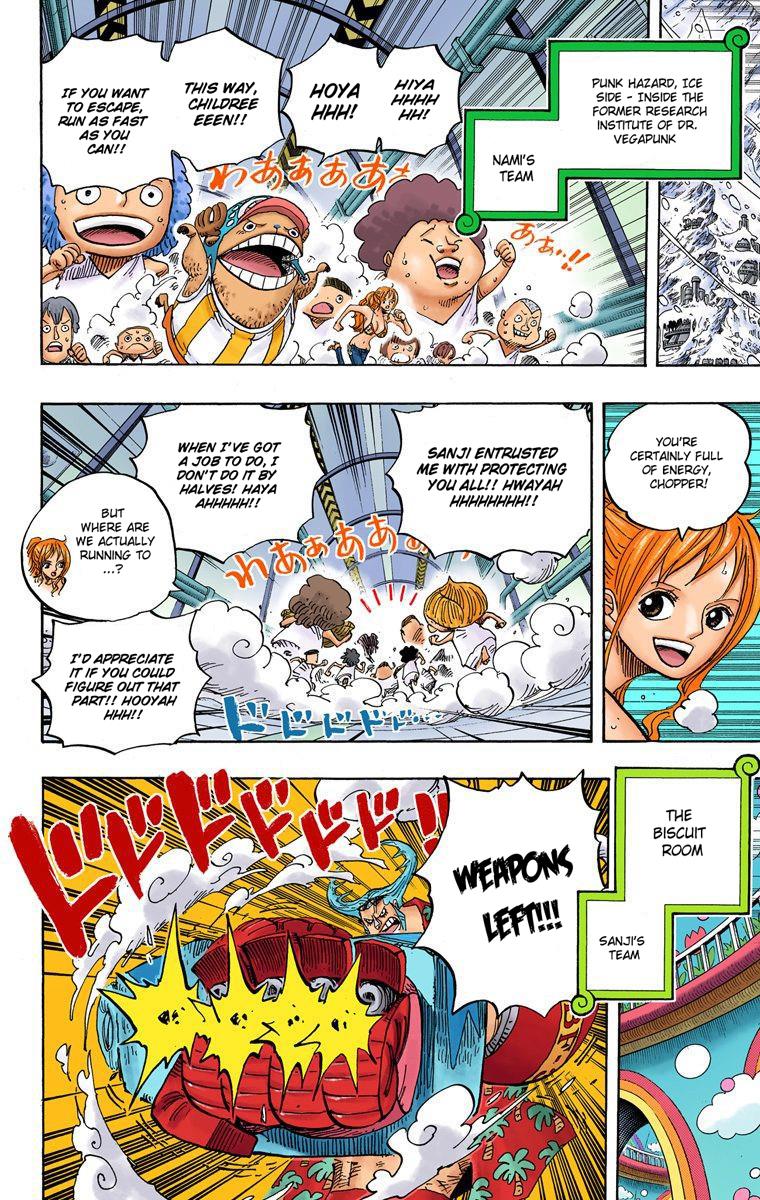 PUNK HAZARD, ICE
SIDE - INSIDE THE
FORMER RESEARCH
INSTITUTE OF DR.
VEGAPUNK
NAMI'S
TEAM
HIYA
HHHH
HH!
HOYA
HHH!
THIS WAY,
CHILDREE
EEEN!!
IF YOU WANT
TO ESCAPE,
RUN AS FAST
AS YOU
CAN!!
わあぁぁぁぁ
ああ...!!
YOU'RE
CERTAINLY FULL
OF ENERGY,
CHOPPER!
SANJI ENTRUSTED
ME WITH PROTECTING
YOU ALL!! HWAYAH
HHHHHHHH!!
WHEN I'VE GOT
A JOB TO DO, I
DON'T DO IT BY
HALVES! HAYA
AHHHHH!!
BUT
WHERE ARE
WE ACTUALLY
RUNNING TO
...?
わあぁぁぁぁ
I'D APPRECIATE
IT IF YOU COULD
FIGURE OUT THAT
PART!! HOOYAH
HHH!!
ドドドドド...
THE
BISCUIT
ROOM
SANJI'S
TEAM
WEAPONS
LEFT!!!
ドドドドドド!!